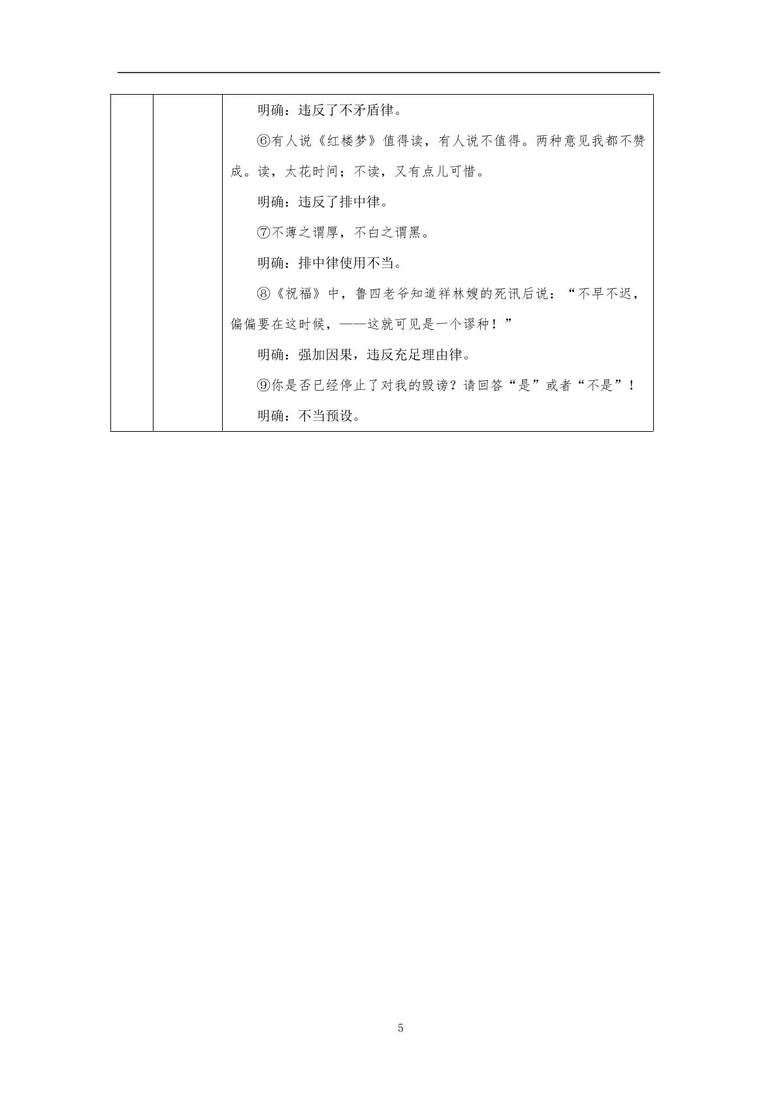 明确：违反了不矛盾律。
⑥有人说《红楼梦》值得读，有人说不值得。两种意见我都不赞
成。读，太花时间；不读，又有点儿可惜。
明确：违反了排中律。
⑦不薄之谓厚，不白之谓黑。
明确：排中律使用不当。
⑧《祝福》中，鲁四老爷知道祥林嫂的死讯后说：“不早不迟，
偏偏要在这时候，——这就可见是一个谬种！”
明确：强加因果，违反充足理由律。
⑨你是否已经停止了对我的毁谤？请回答“是”或者“不是”！
明确：不当预设。
5